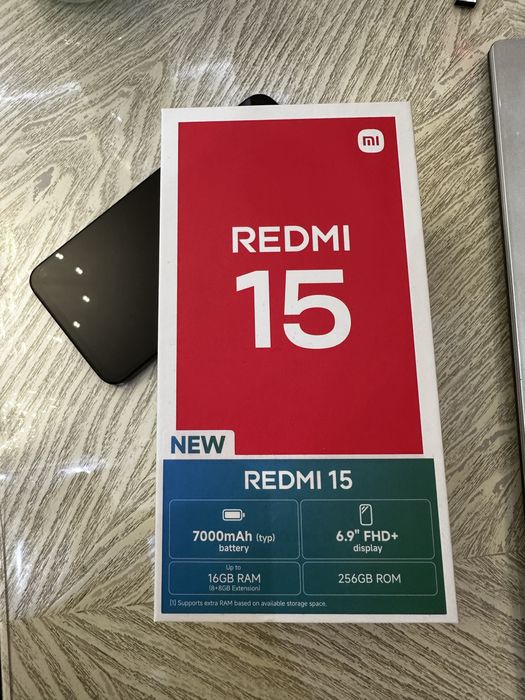 mi
REDMI
15
NEW
REDMI 15
7000mAh (typ)
battery
6.9" FHD+
display
Up to
16GB RAM
(8+8GB Extension)
256GB ROM
[1] Supports extra RAM based on available storage space.